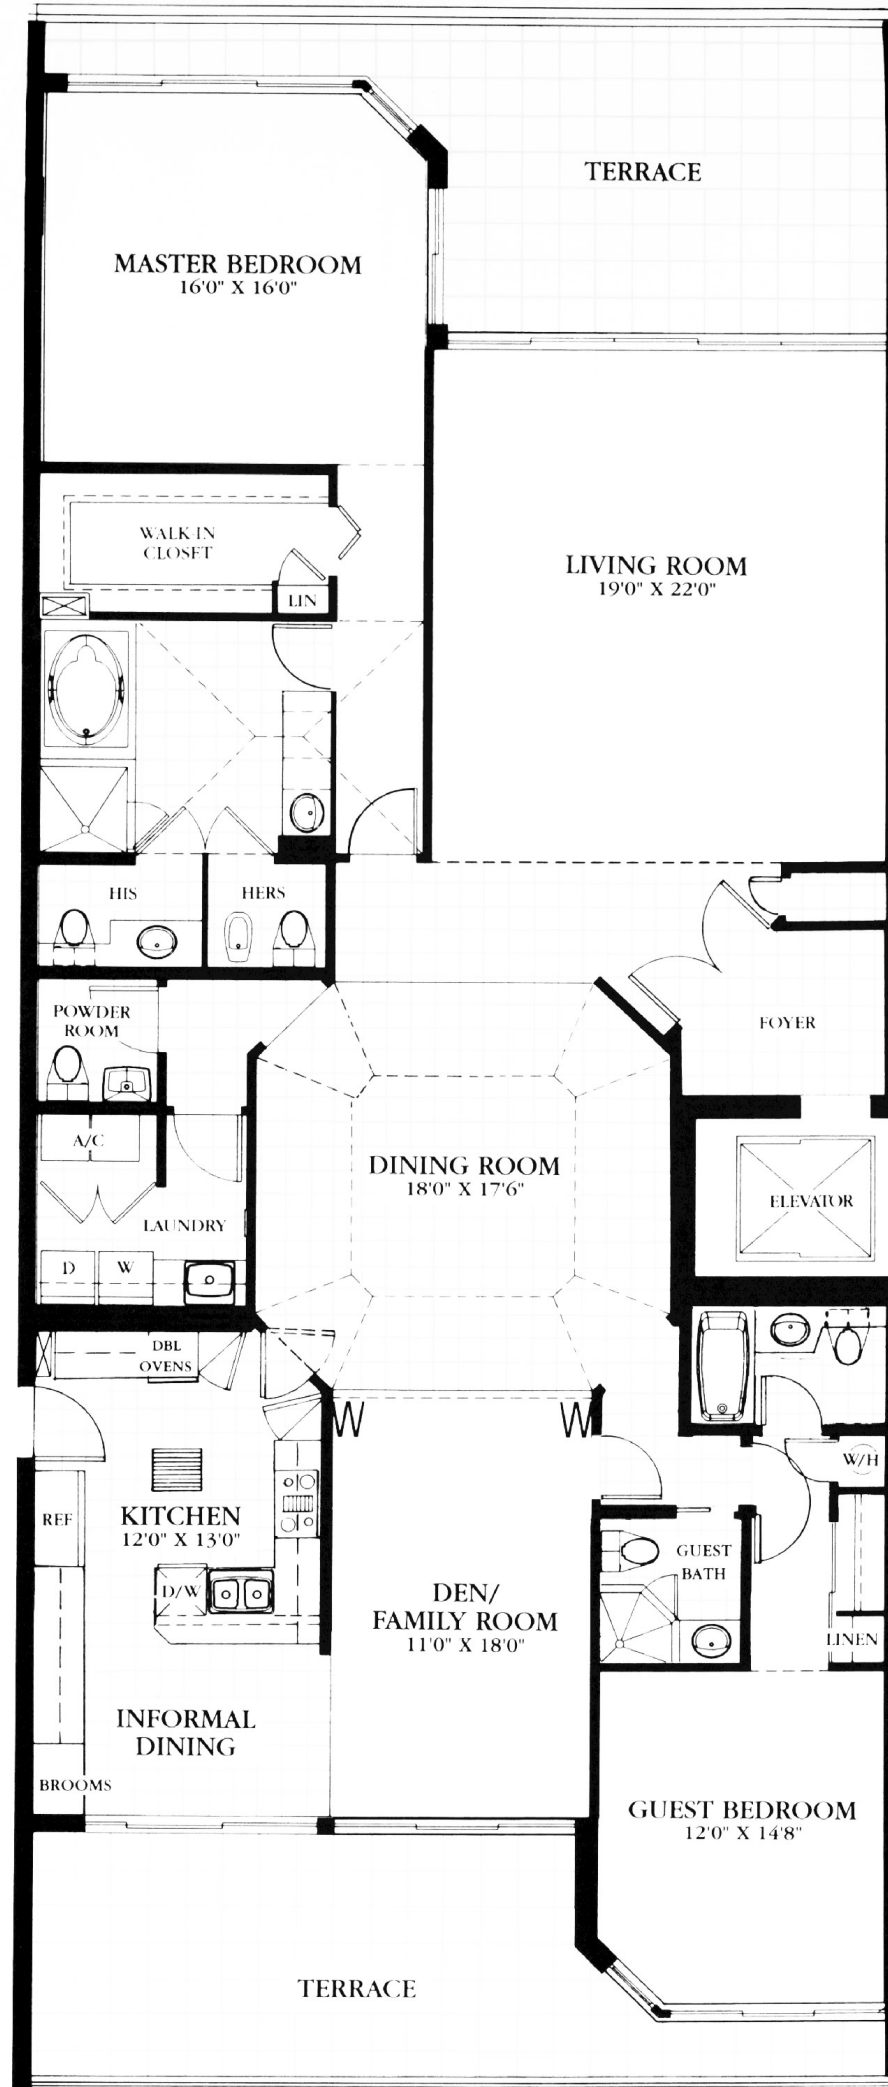 TERRACE
MASTER BEDROOM
16'0" X 16'0"
WALK-IN
CLOSET
LIN
LIVING ROOM
19'0" X 22'0"
HIS
HERS
POWDER
ROOM
FOYER
A/C
DINING ROOM
18'0" X 17'6"
ELEVATOR
LAUNDRY
D
W
DBL
OVENS
W/H
REF
KITCHEN
12'0" X 13'0"
GUEST
BATH
D/W
DEN/
FAMILY ROOM
11'0" X 18'0"
LINEN
INFORMAL
DINING
BROOMS
GUEST BEDROOM
12'0" X 14'8"
TERRACE